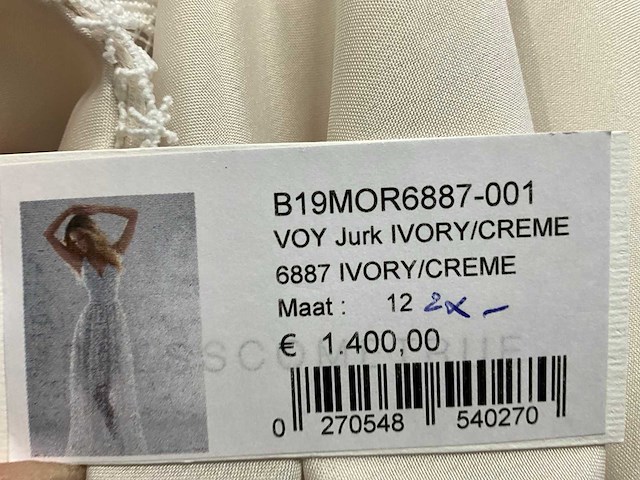 B19MOR6887-001
VOY Jurk IVORY/CREME
6887 IVORY/CREME
Maat : 12 2x -
€ 1.400,00
0 270548 540270